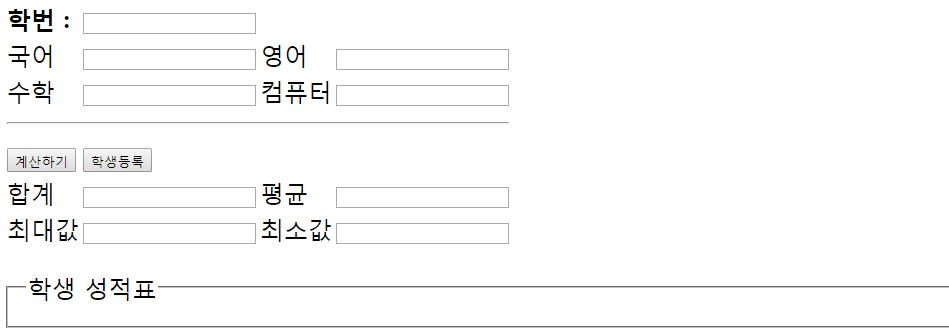 학번 :
국어 영어
수학 컴퓨터
계산하기 학생등록
합계 평균
최대값 최소값
학생 성적표